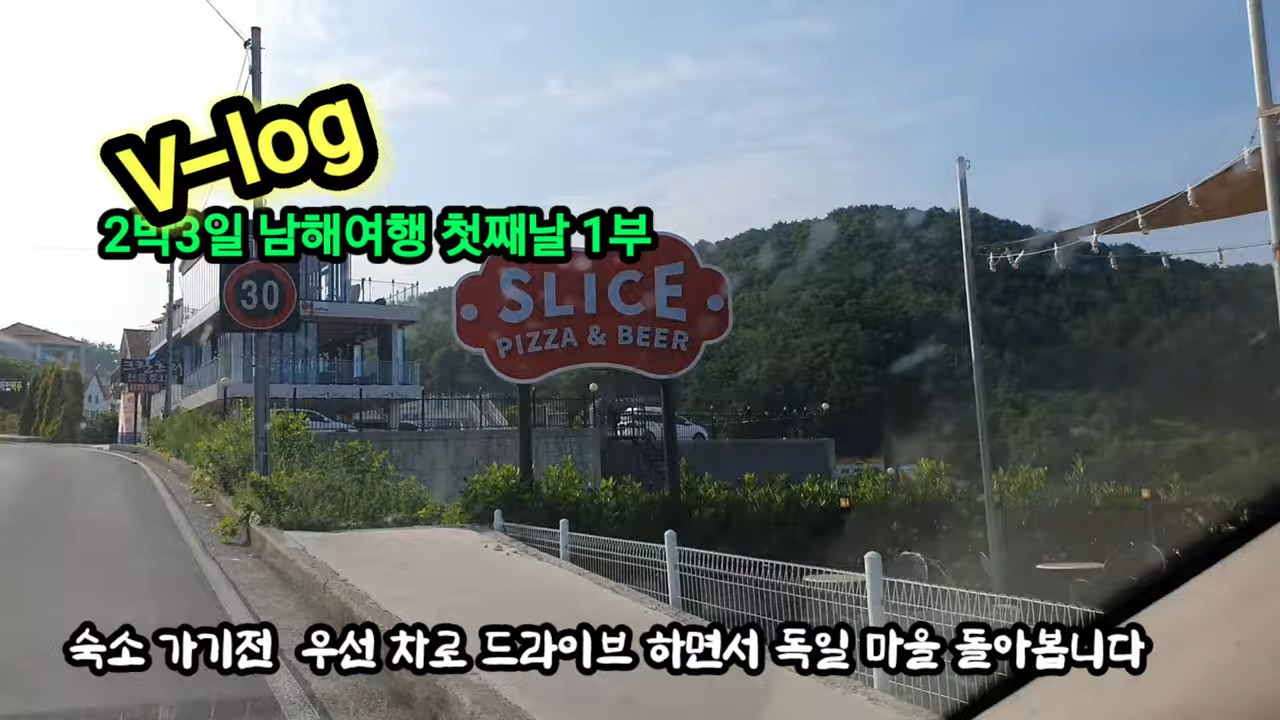 V-log
2박3일 남해여행 첫째날 1부
30
SLICE
PIZZA & BEER
숙소 가기전 우선 차로 드라이브 하면서 독일 마을 돌아봅니다